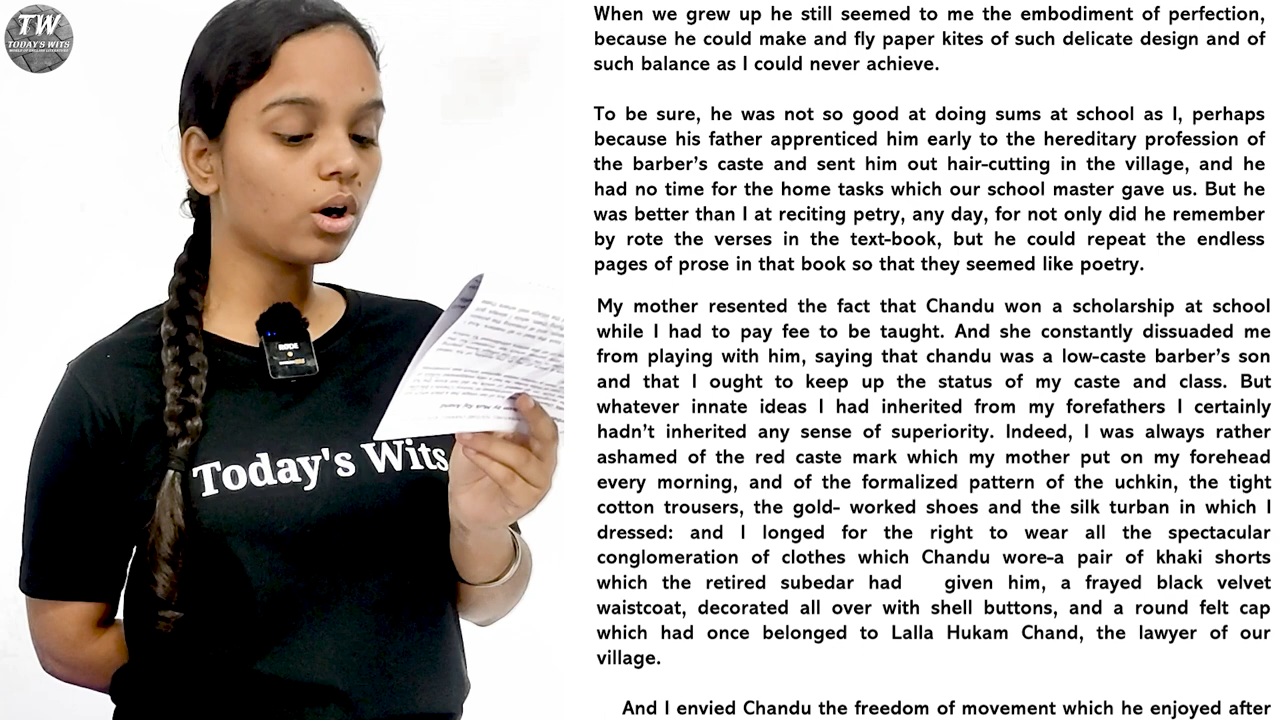 TW
TODAY'S WITS
When we grew up he still seemed to me the embodiment of perfection,
because he could make and fly paper kites of such delicate design and of
such balance as I could never achieve.
To be sure, he was not so good at doing sums at school as I, perhaps
because his father apprenticed him early to the hereditary profession of
the barber's caste and sent him out hair-cutting in the village, and he
had no time for the home tasks which our school master gave us. But he
was better than I at reciting petry, any day, for not only did he remember
by rote the verses in the text-book, but he could repeat the endless
pages of prose in that book so that they seemed like poetry.
My mother resented the fact that Chandu won a scholarship at school
while I had to pay fee to be taught. And she constantly dissuaded me
from playing with him, saying that chandu was a low-caste barber's son
and that I ought to keep up the status of my caste and class. But
whatever innate ideas I had inherited from my forefathers I certainly
hadn't inherited any sense of superiority. Indeed, I was always rather
ashamed of the red caste mark which my mother put on my forehead
every morning, and of the formalized pattern of the uchkin, the tight
cotton trousers, the gold- worked shoes and the silk turban in which I
dressed: and I longed for the right to wear all the spectacular
conglomeration of clothes which Chandu wore-a pair of khaki shorts
which the retired subedar had given him, a frayed black velvet
waistcoat, decorated all over with shell buttons, and a round felt cap
which had once belonged to Lalla Hukam Chand, the lawyer of our
village.
And I envied Chandu the freedom of movement which he enjoyed after
RODE
Today's Wits